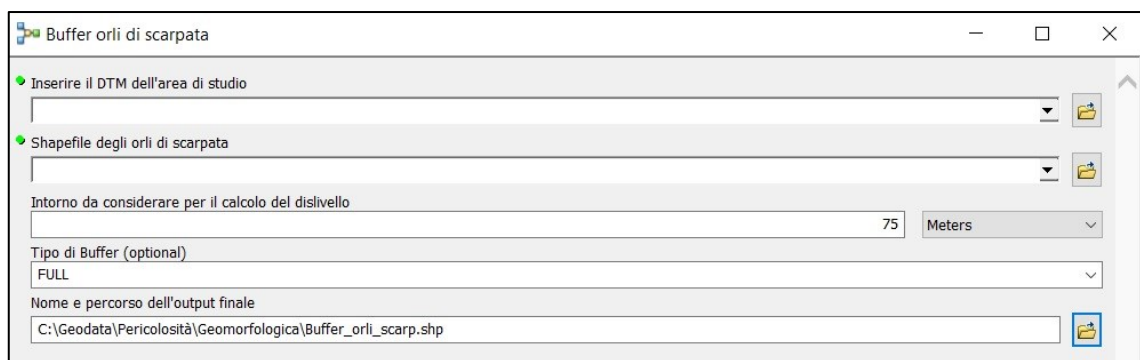 Buffer orli di scarpata
Inserire il DTM dell'area di studio
Shapefile degli orli di scarpata
Intorno da considerare per il calcolo del dislivello
75 Meters
Tipo di Buffer (optional)
FULL
Nome e percorso dell'output finale
C:\Geodata\Pericolosità\Geomorfologica\Buffer_orli_scarp.shp